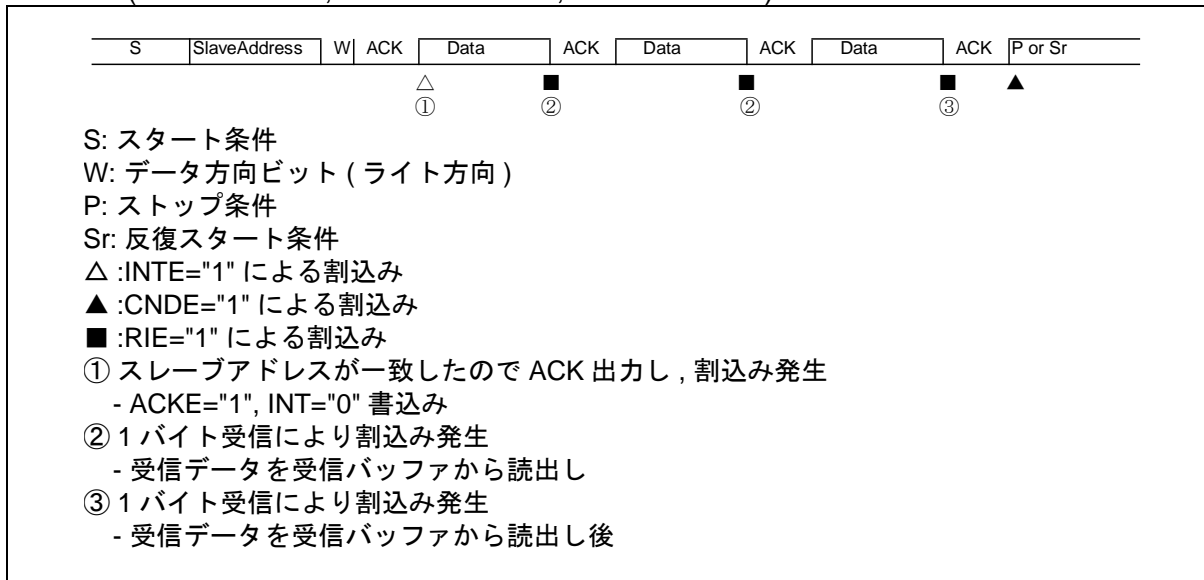 S SlaveAddress W ACK Data ACK Data ACK Data ACK P or Sr
△ ■ ■ ■ ▲
① ② ② ③
S: スタート条件
W: データ方向ビット ( ライト方向 )
P: ストップ条件
Sr: 反復スタート条件
△ :INTE="1" による割込み
▲ :CNDE="1" による割込み
■ :RIE="1" による割込み
① スレーブアドレスが一致したので ACK 出力し , 割込み発生
- ACKE="1", INT="0" 書込み
② 1 バイト受信により割込み発生
- 受信データを受信バッファから読出し
③ 1 バイト受信により割込み発生
- 受信データを受信バッファから読出し後